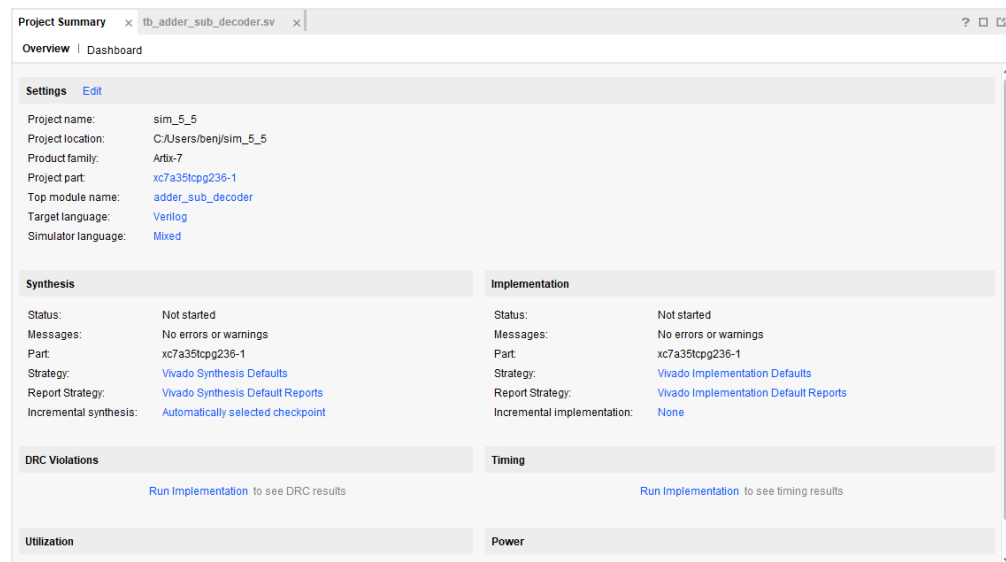 Project Summary × tb_adder_sub_decoder.sv × ?
Overview | Dashboard
Settings Edit
Project name: sim_5_5
Project location: C:/Users/benj/sim_5_5
Product family: Artix-7
Project part: xc7a35tcpg236-1
Top module name: adder_sub_decoder
Target language: Verilog
Simulator language: Mixed
Synthesis
Status: Not started
Messages: No errors or warnings
Part: xc7a35tcpg236-1
Strategy: Vivado Synthesis Defaults
Report Strategy: Vivado Synthesis Default Reports
Incremental synthesis: Automatically selected checkpoint
Implementation
Status: Not started
Messages: No errors or warnings
Part: xc7a35tcpg236-1
Strategy: Vivado Implementation Defaults
Report Strategy: Vivado Implementation Default Reports
Incremental implementation: None
DRC Violations
Run Implementation to see DRC results
Timing
Run Implementation to see timing results
Utilization
Power